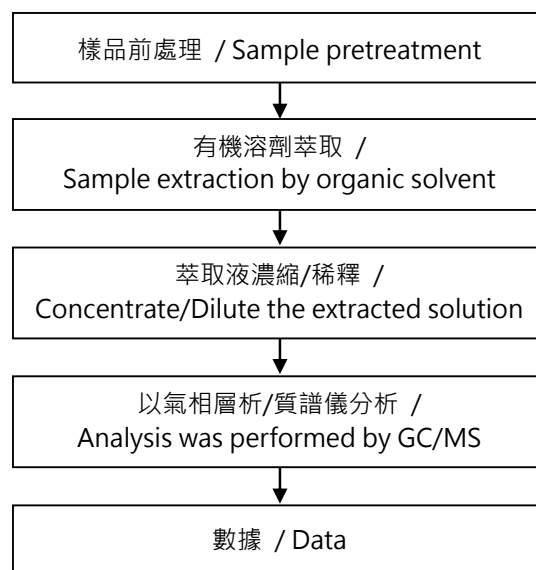 樣品前處理 / Sample pretreatment
有機溶劑萃取 /
Sample extraction by organic solvent
萃取液濃縮/稀釋 /
Concentrate/Dilute the extracted solution
以氣相層析/質譜儀分析 /
Analysis was performed by GC/MS
數據 / Data